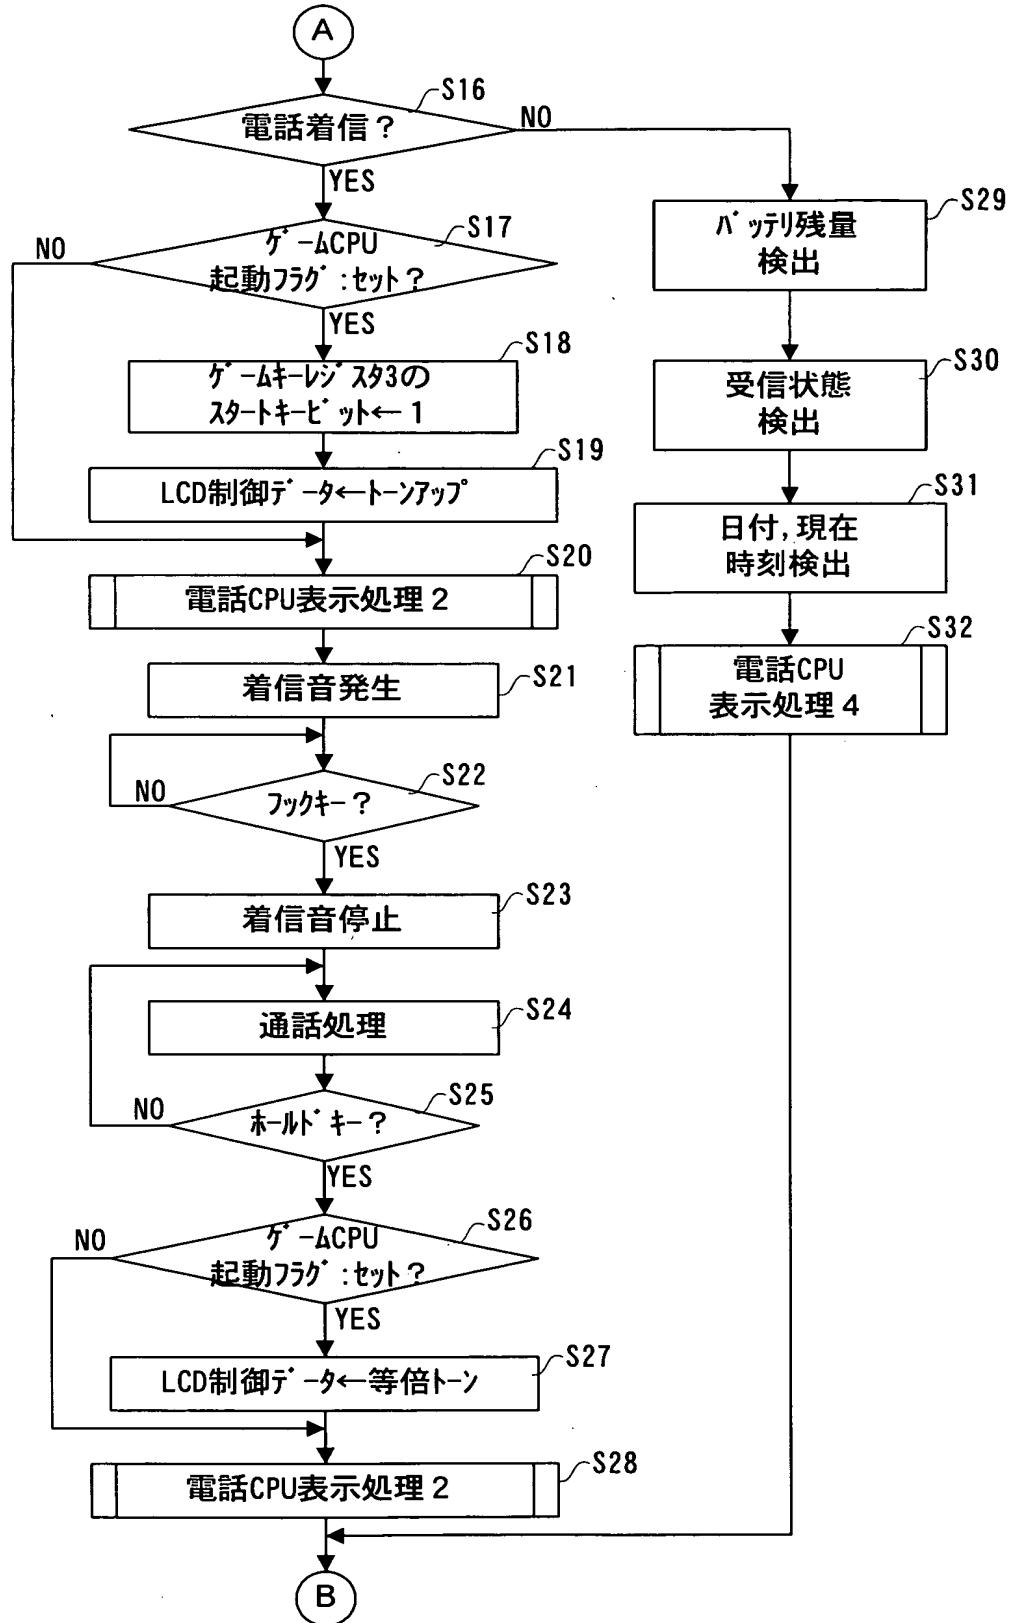 A
S16
電話着信？
NO
YES
S17
ゲームCPU
起動フラグ：セット？
NO
YES
S18
ゲームキーレジスタ3の
スタートキービット←1
S19
LCD制御データ←トーンアップ
S20
電話CPU表示処理2
S21
着信音発生
S22
フックキー？
NO
YES
S23
着信音停止
S24
通話処理
S25
ホールドキー？
NO
YES
S26
ゲームCPU
起動フラグ：セット？
NO
YES
S27
LCD制御データ←等倍トーン
S28
電話CPU表示処理2
S29
バッテリ残量
検出
S30
受信状態
検出
S31
日付，現在
時刻検出
S32
電話CPU
表示処理4
B